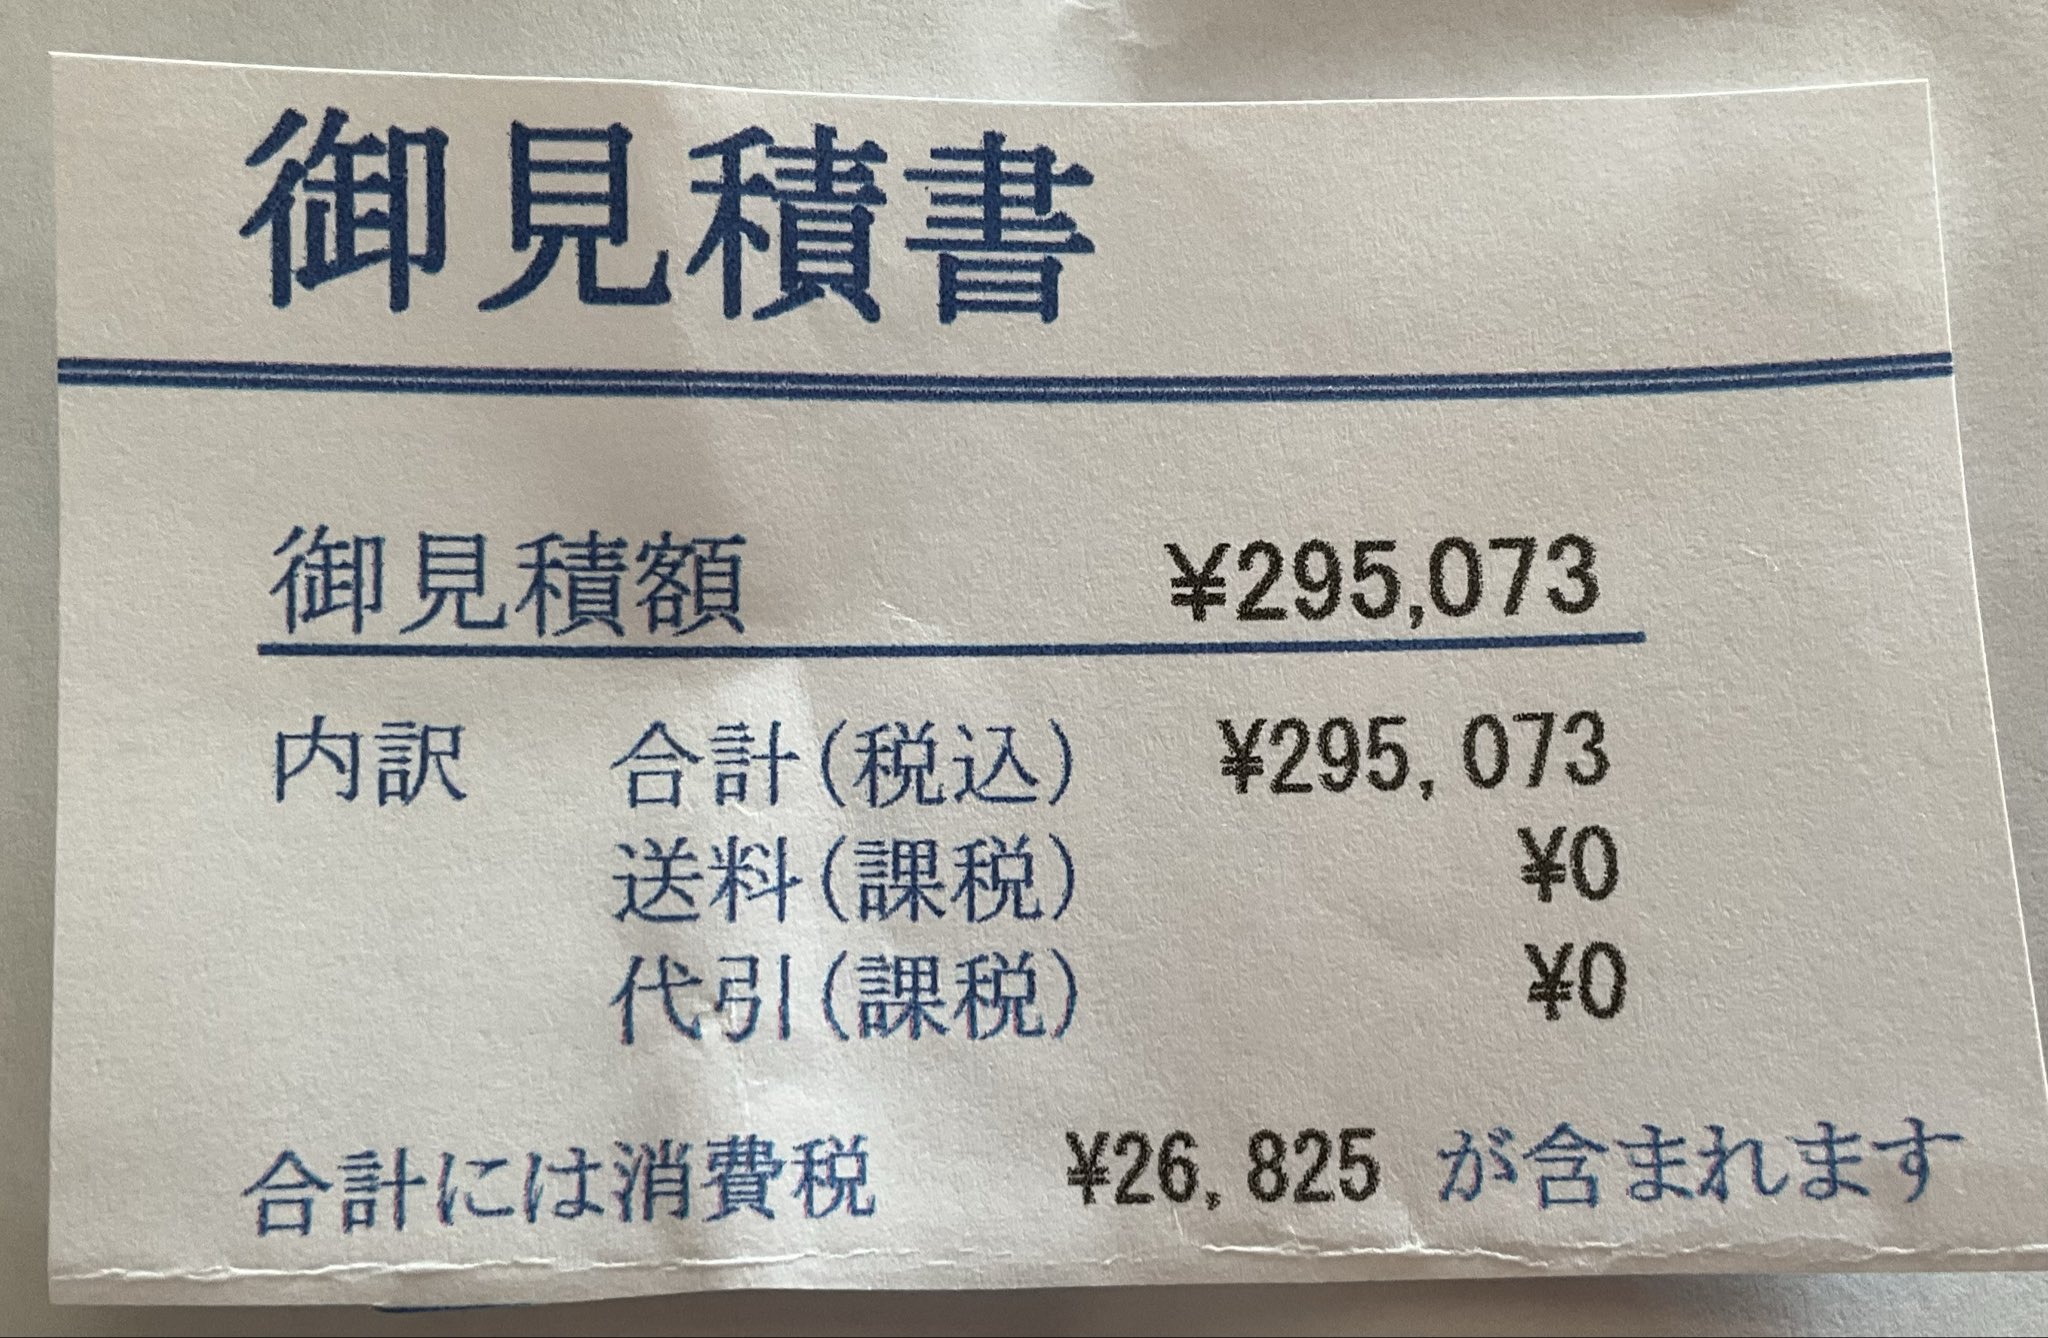 御見積書
御見積額 ¥295,073
内訳 合計(税込) ¥295,073
送料(課税) ¥0
代引(課税) ¥0
合計には消費税 ¥26,825 が含まれます